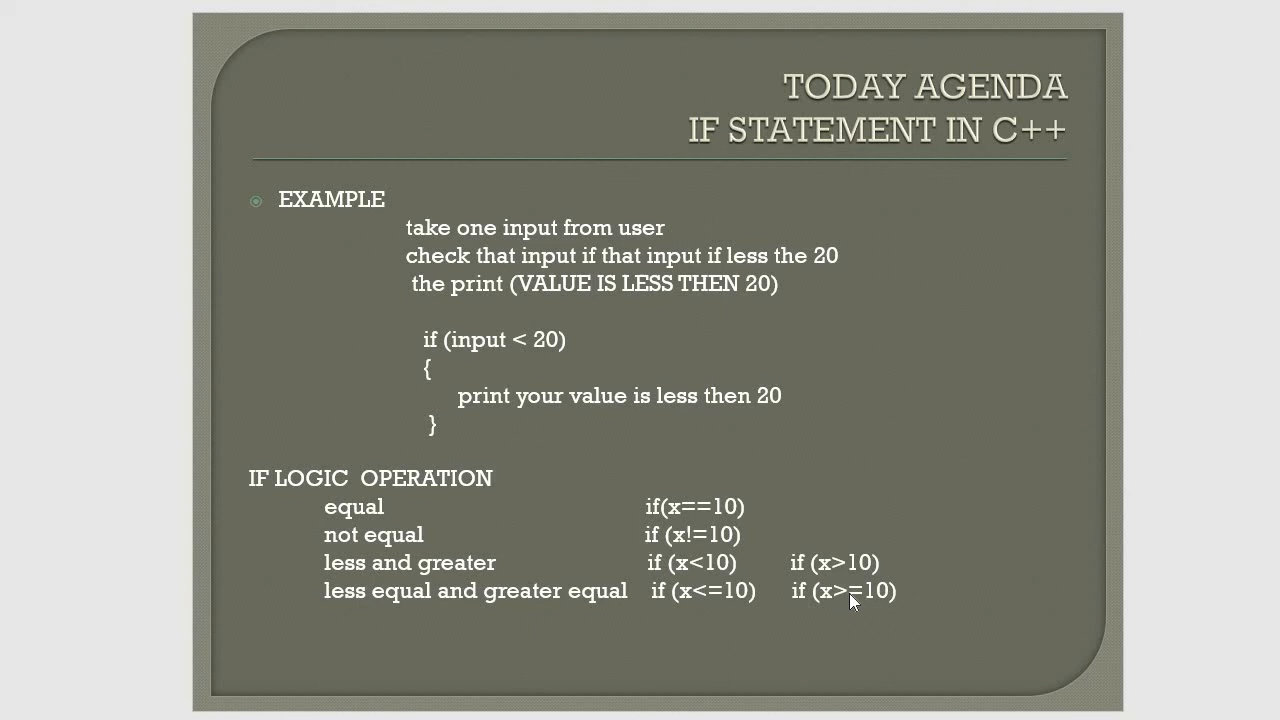 TODAY AGENDA
IF STATEMENT IN C++
EXAMPLE
take one input from user
check that input if that input if less the 20
the print (VALUE IS LESS THEN 20)
if (input < 20)
{
print your value is less then 20
}
IF LOGIC OPERATION
equal if(x==10)
not equal if (x!=10)
less and greater if (x<10) if (x>10)
less equal and greater equal if (x<=10) if (x>=10)